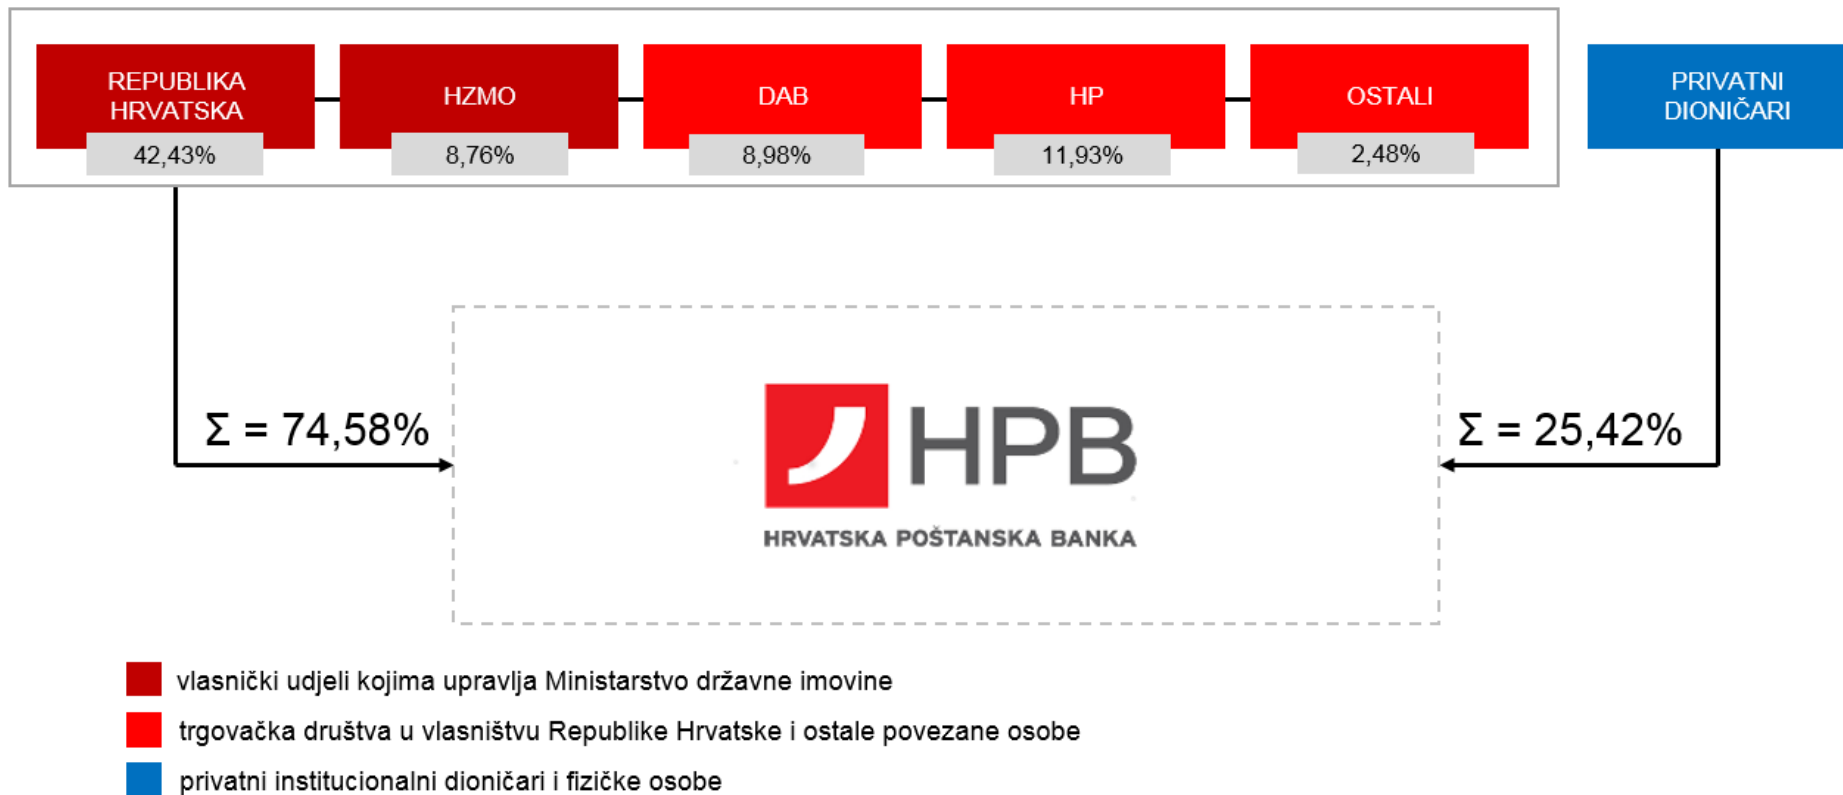 REPUBLIKA
HRVATSKA
42,43%
HZMO
8,76%
DAB
8,98%
HP
11,93%
OSTALI
2,48%
PRIVATNI
DIONIČARI
Σ = 74,58%
Σ = 25,42%
HPB
HRVATSKA POŠTANSKA BANKA
vlasnički udjeli kojima upravlja Ministarstvo državne imovine
trgovačka društva u vlasništvu Republike Hrvatske i ostale povezane osobe
privatni institucionalni dioničari i fizičke osobe